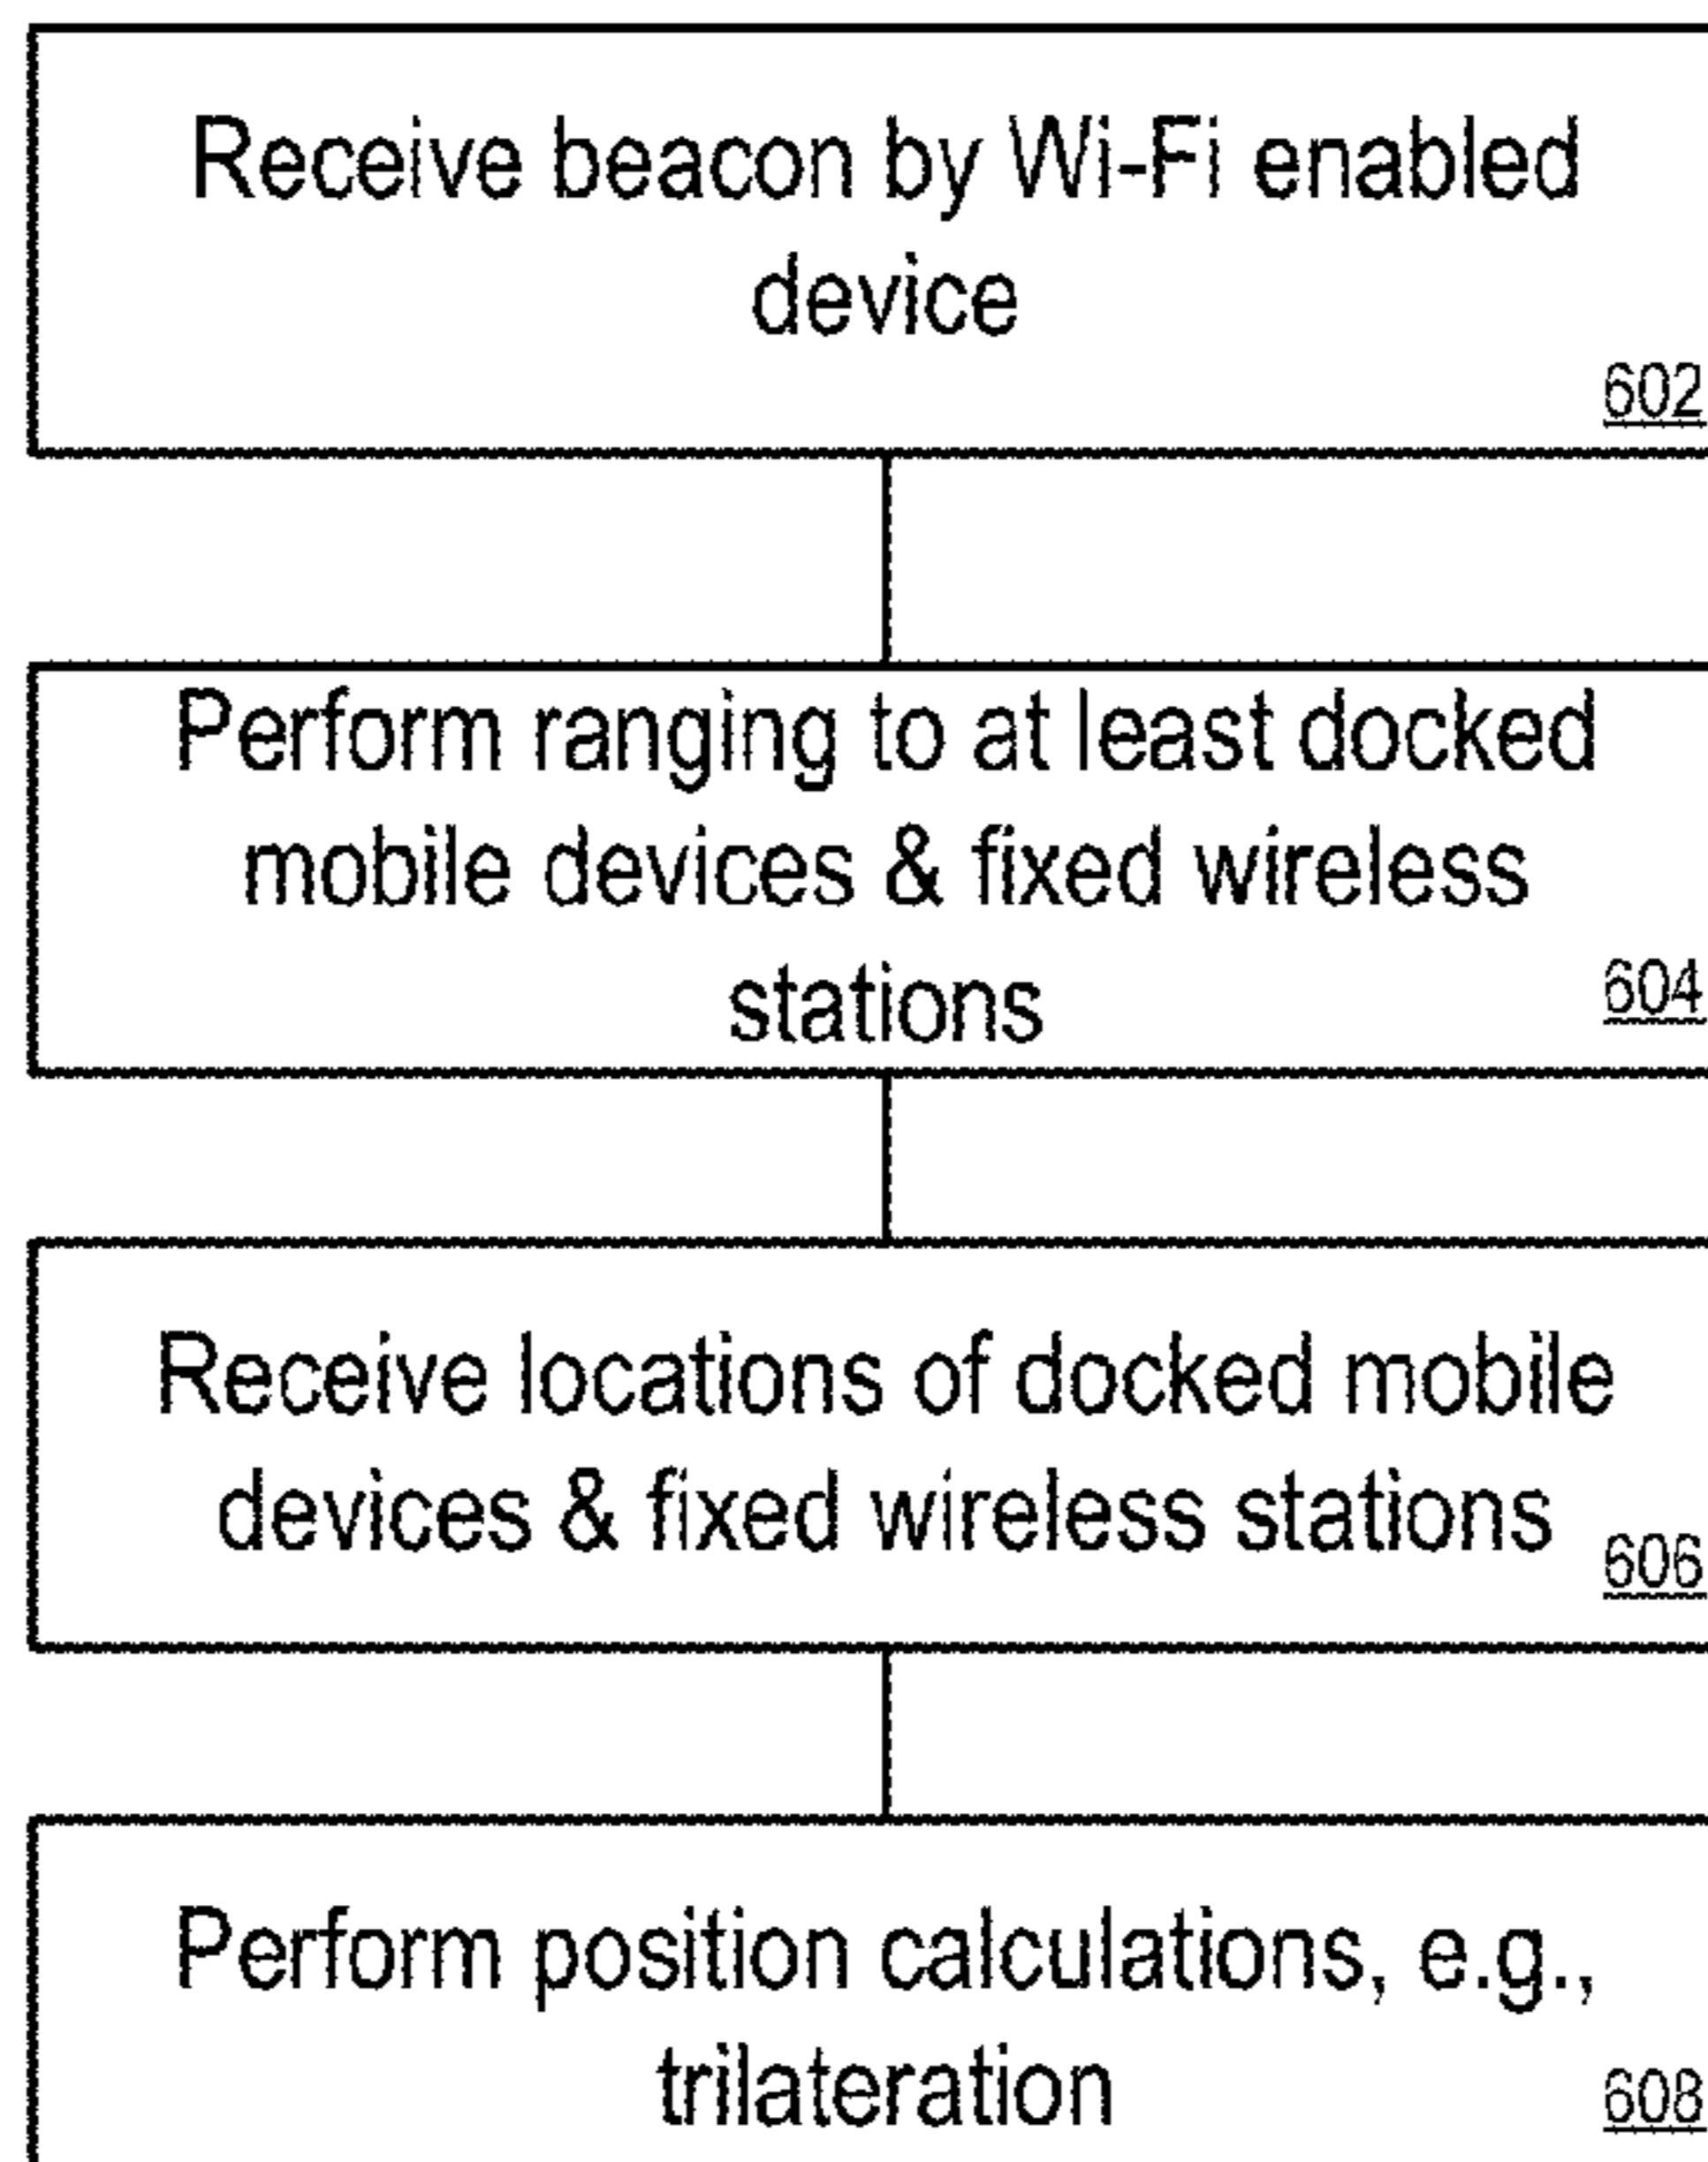 Receive beacon by Wi-Fi enabled
device
602
Perform ranging to at least docked
mobile devices & fixed wireless
stations
604
Receive locations of docked mobile
devices & fixed wireless stations
606
Perform position calculations, e.g.,
trilateration
608